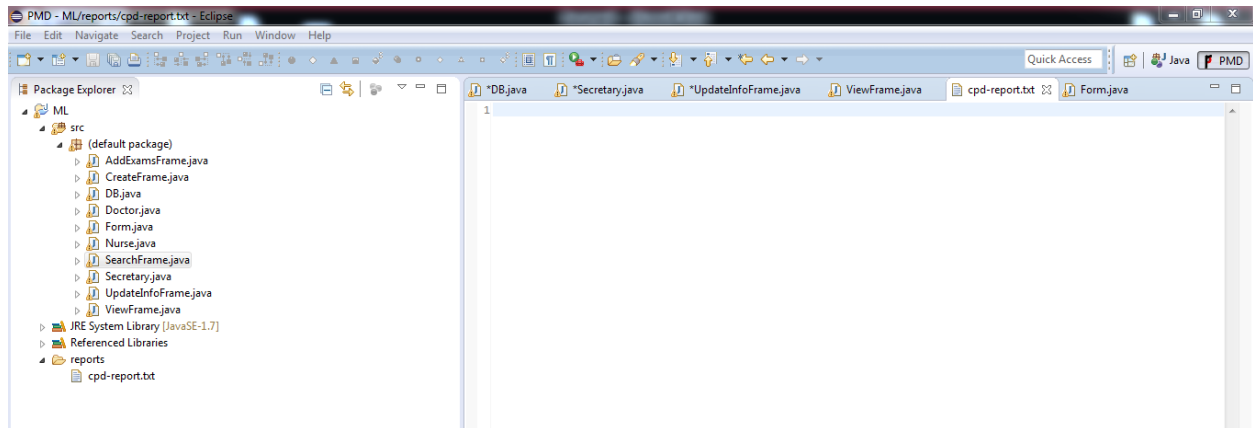 PMD - ML/reports/cpd-report.txt - Eclipse
File Edit Navigate Search Project Run Window Help
Quick Access Java PMD
Package Explorer
*DB.java *Secretary.java *UpdateInfoFrame.java ViewFrame.java cpd-report.txt Form.java
ML
1
src
(default package)
AddExamsFrame.java
CreateFrame.java
DB.java
Doctor.java
Form.java
Nurse.java
SearchFrame.java
Secretary.java
UpdateInfoFrame.java
ViewFrame.java
JRE System Library [JavaSE-1.7]
Referenced Libraries
reports
cpd-report.txt